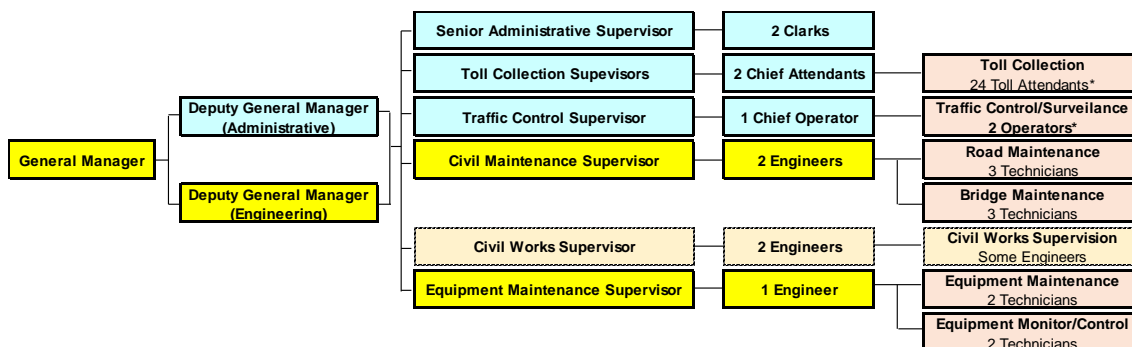 Senior Administrative Supervisor
2 Clarks
Toll Collection Supevisors
2 Chief Attendants
Toll Collection
24 Toll Attendants*
Deputy General Manager
(Administrative)
Traffic Control Supervisor
1 Chief Operator
Traffic Control/Surveilance
2 Operators*
General Manager
Civil Maintenance Supervisor
2 Engineers
Road Maintenance
3 Technicians
Deputy General Manager
(Engineering)
Bridge Maintenance
3 Technicians
Civil Works Supervisor
2 Engineers
Civil Works Supervision
Some Engineers
Equipment Maintenance Supervisor
1 Engineer
Equipment Maintenance
2 Technicians
Equipment Monitor/Control
2 Technicians